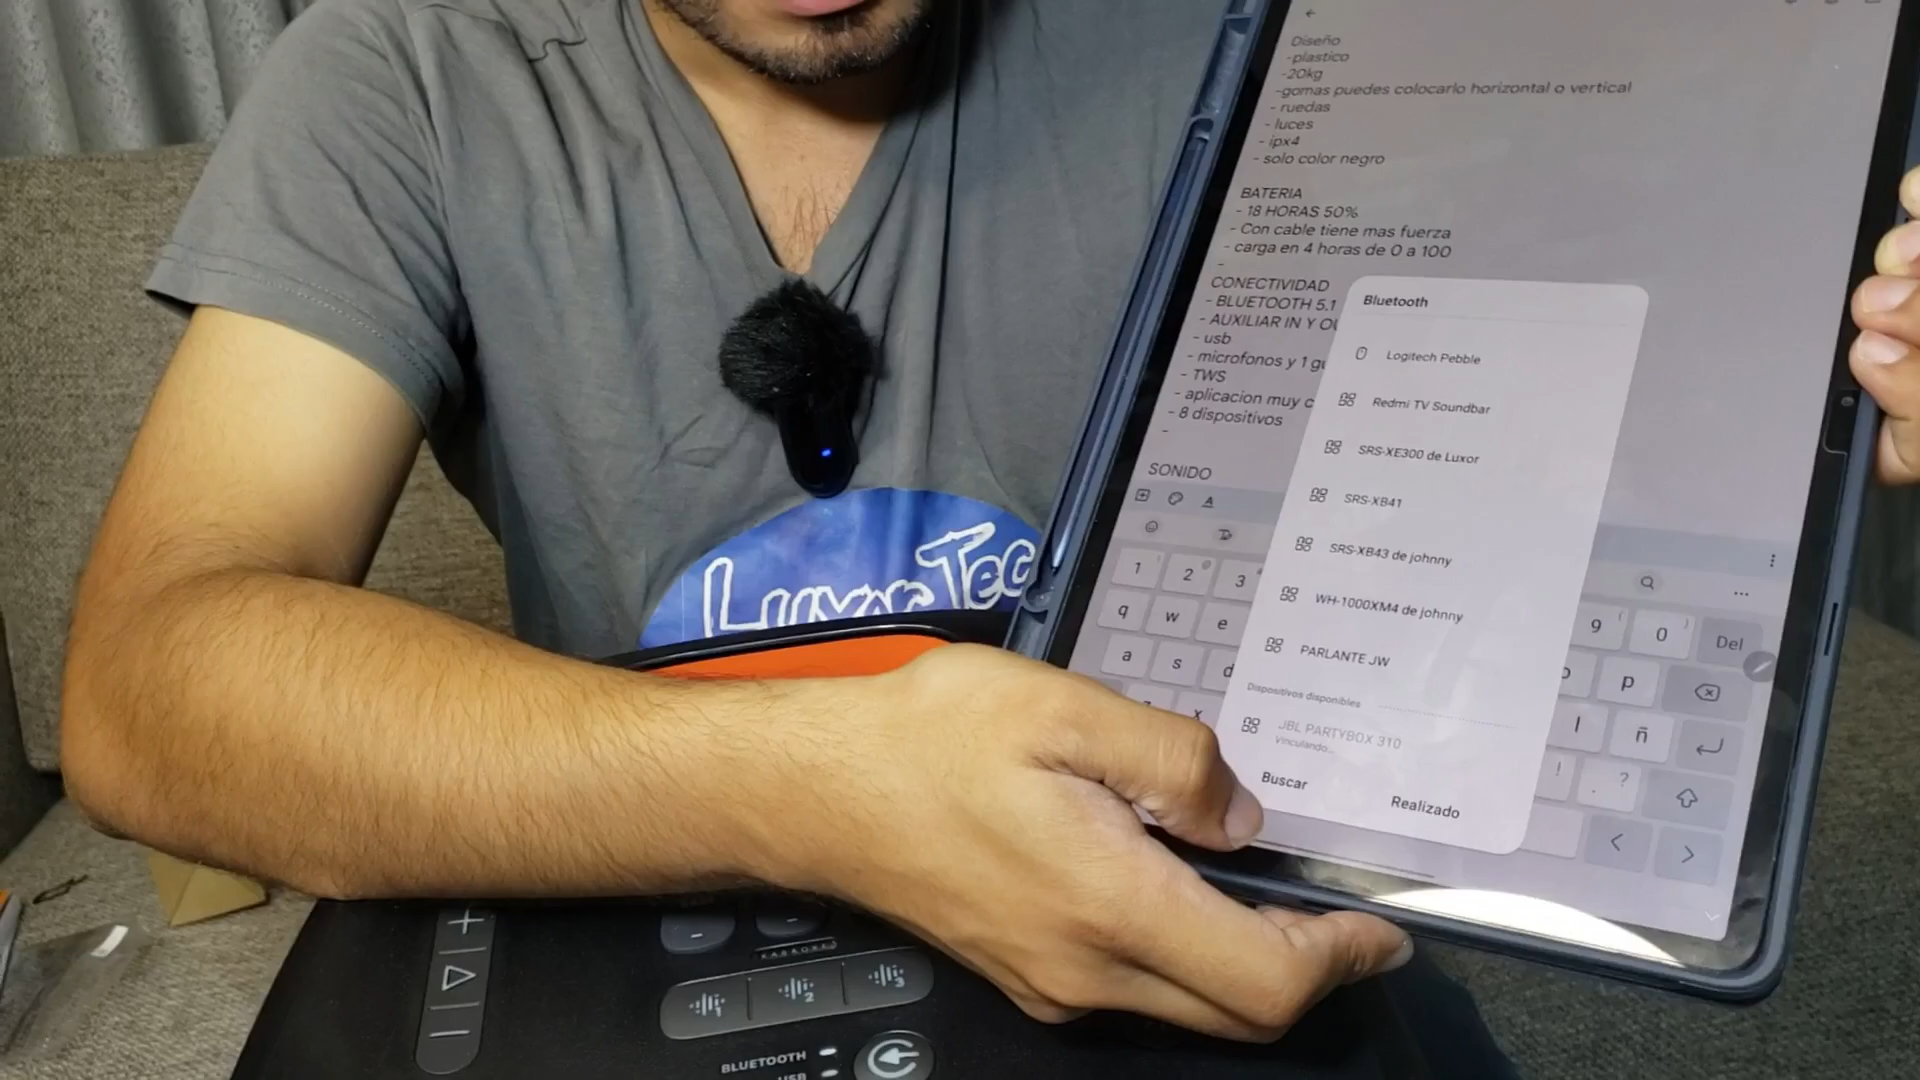 Diseño
-plastico
-20kg
-gomas puedes colocarlo horizontal o vertical
- ruedas
- luces
- ipx4
- solo color negro
BATERIA
- 18 HORAS 50%
- Con cable tiene mas fuerza
- carga en 4 horas de 0 a 100
-
CONECTIVIDAD
- BLUETOOTH 5.1
- AUXILIAR IN Y
- usb
- microfonos y 1
- TWS
- aplicacion muy
- 8 dispositivos
-
SONIDO
Bluetooth
Logitech Pebble
Redmi TV Soundbar
SRS-XE300 de Luxor
SRS-XB41
SRS-XB43 de johnny
WH-1000XM4 de johnny
PARLANTE JW
Dispositivos disponibles
JBL PARTYBOX 310
Vinculando...
Buscar
Realizado
1 2 3 9 0 Del
q w e p
a s d l ñ
x ! . ?
LuxorTec
KARAOKE
1 2 3
BLUETOOTH
USB